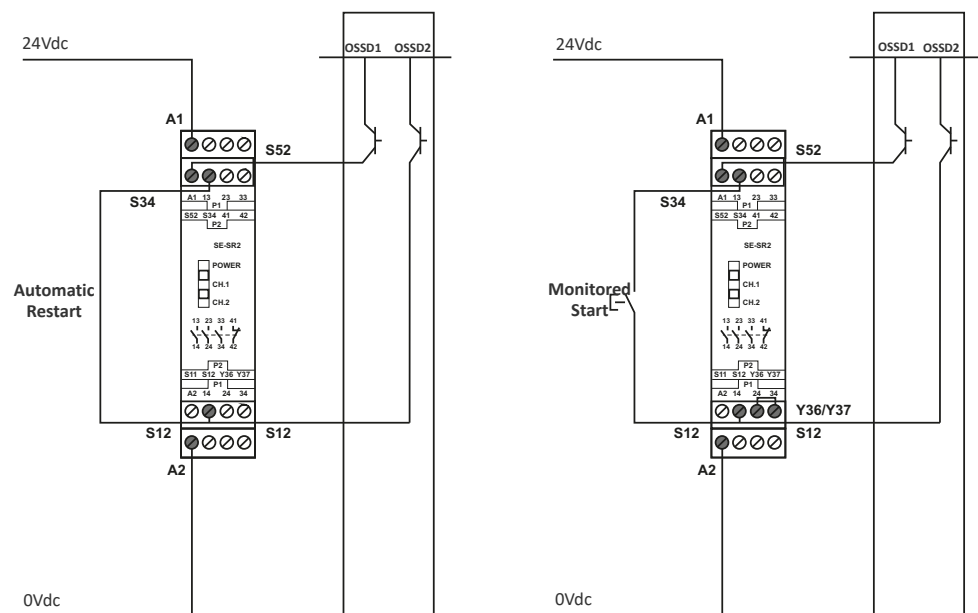 24Vdc
OSSD1 OSSD2
A1
S52
S34
A1 13 23 33
P1
S52 S34 41 42
P2
SE-SR2
POWER
CH.1
CH.2
Automatic
Restart
13 23 33 41
14 24 34 42
P2
S11 S12 Y36 Y37
P1
A2 14 24 34
S12
S12
A2
0Vdc
24Vdc
OSSD1 OSSD2
A1
S52
S34
A1 13 23 33
P1
S52 S34 41 42
P2
SE-SR2
POWER
CH.1
CH.2
Monitored
Start
13 23 33 41
14 24 34 42
P2
S11 S12 Y36 Y37
P1
A2 14 24 34
Y36/Y37
S12
S12
A2
0Vdc